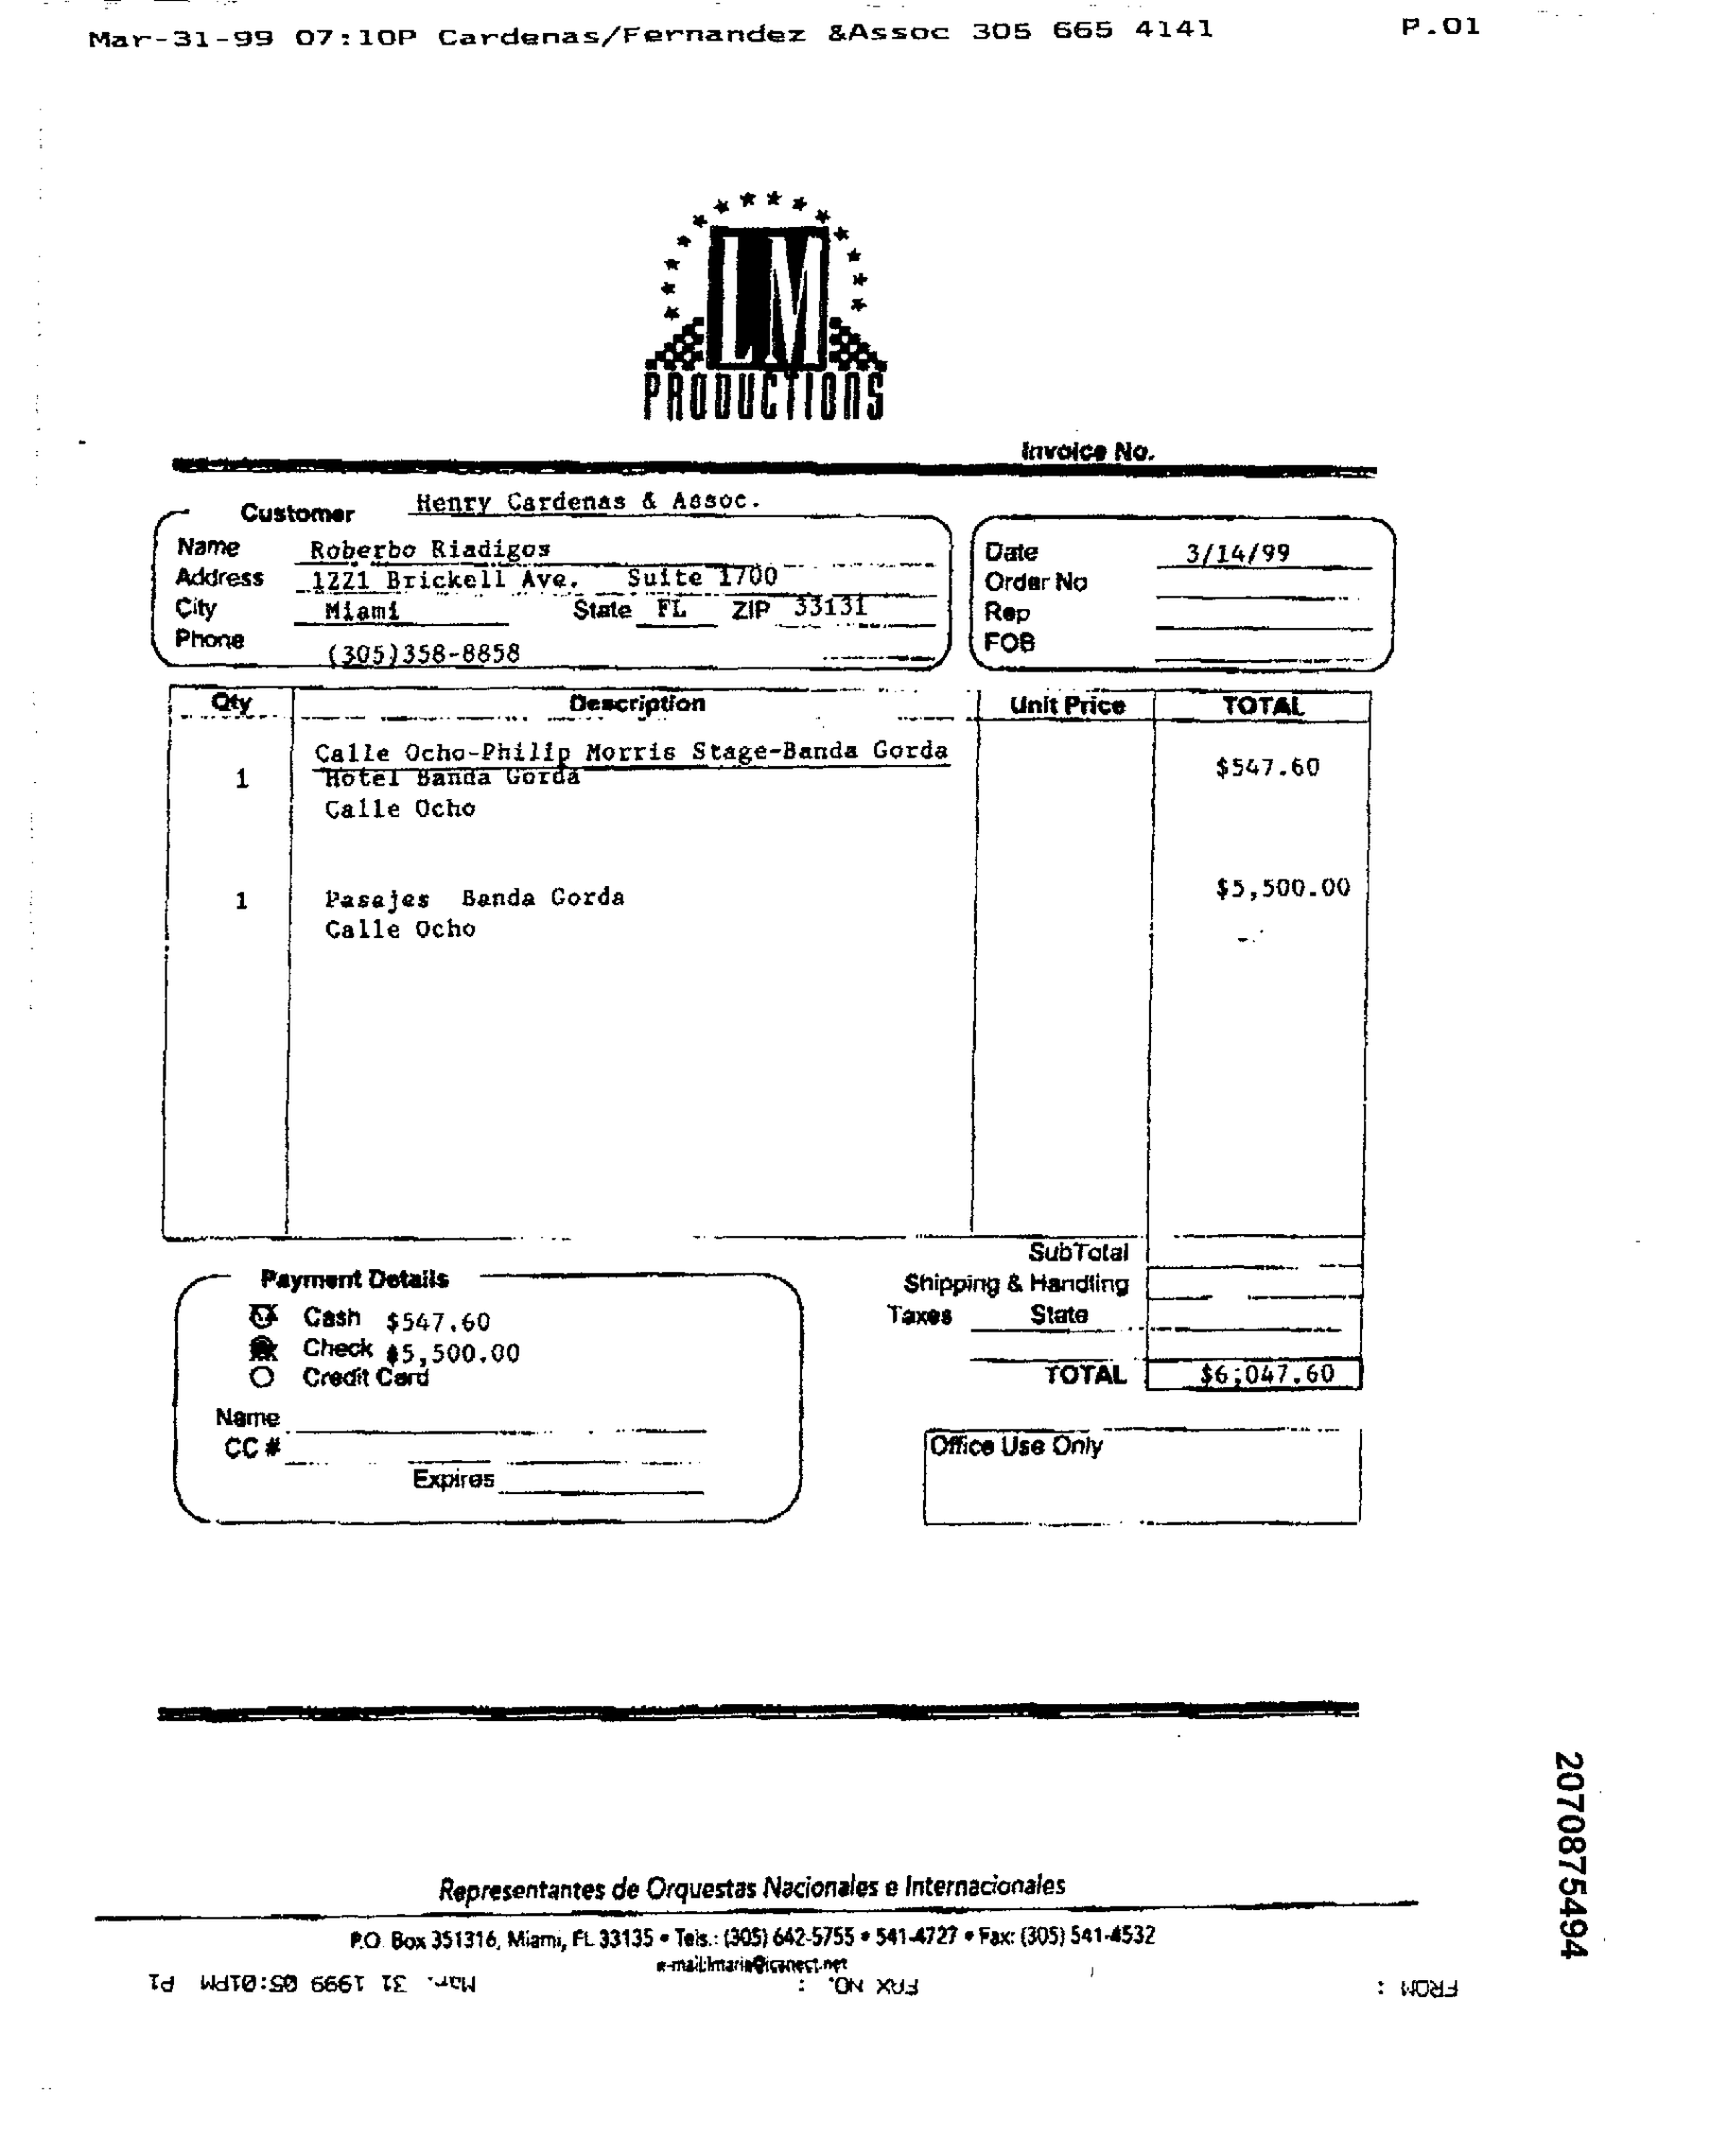 Mar-31-99 07:10P Cardenas/Fernandez &Assoc 305 665 4141 P.01
LM
PRODUCTIONS
Invoice No.
Customer Henry Cardenas & Assoc.
Name Roberbo Riadigos
Address 1221 Brickell Ave. Suite 1700
City Miami State FL ZIP 33131
Phone (305)358-8858
Date 3/14/99
Order No
Rep
FOB
Qty Description Unit Price TOTAL
Calle Ocho-Philip Morris Stage-Banda Gorda
1 Hotel Banda Gorda $547.60
Calle Ocho
1 Pasajes Banda Gorda $5,500.00
Calle Ocho
SubTotal
Shipping & Handling
Taxes State
TOTAL $6;047.60
Payment Details
Cash $547.60
Check $5,500.00
Credit Card
Name
CC #
Expires
Office Use Only
Representantes de Orquestas Nacionales e Internacionales
P.O. Box 351316, Miami, FL 33135 • Tels.: (305) 642-5755 • 541-4727 • Fax: (305) 541-4532
e-mail:lmaria@icanect.net
FROM : FAX NO. : Mar. 31 1999 05:01PM P1
2070875494